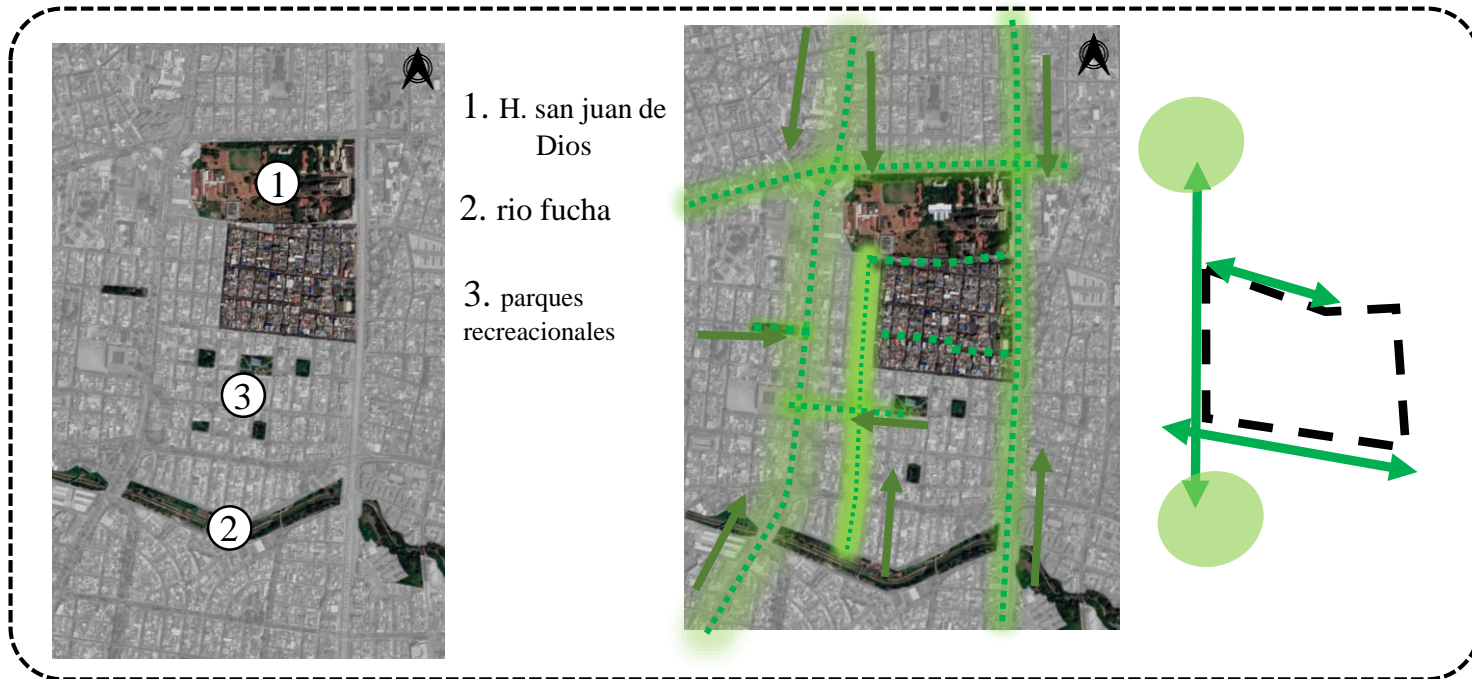 1. H. san juan de
Dios
2. rio fucha
3. parques
recreacionales
1
3
2